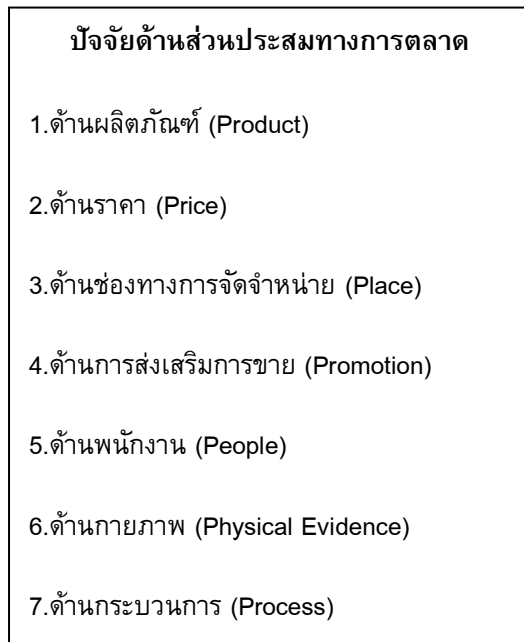 ปัจจัยด้านส่วนประสมทางการตลาด
1.ด้านผลิตภัณฑ์ (Product)
2.ด้านราคา (Price)
3.ด้านช่องทางการจัดจำหน่าย (Place)
4.ด้านการส่งเสริมการขาย (Promotion)
5.ด้านพนักงาน (People)
6.ด้านกายภาพ (Physical Evidence)
7.ด้านกระบวนการ (Process)